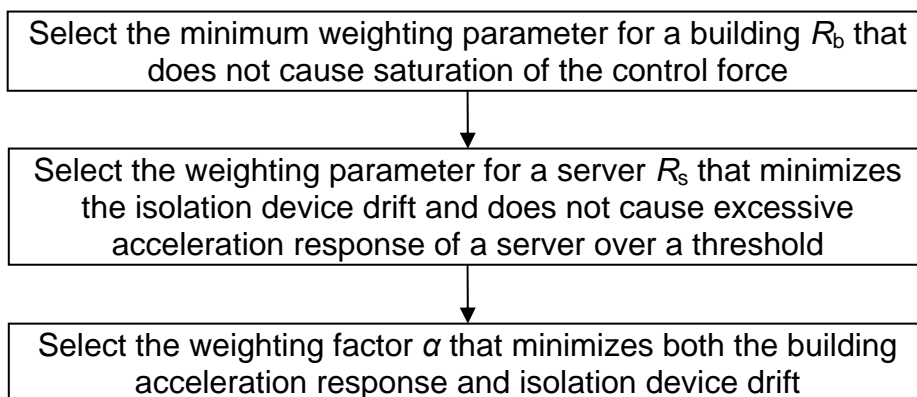 Select the minimum weighting parameter for a building Rb that
does not cause saturation of the control force
Select the weighting parameter for a server Rs that minimizes
the isolation device drift and does not cause excessive
acceleration response of a server over a threshold
Select the weighting factor α that minimizes both the building
acceleration response and isolation device drift